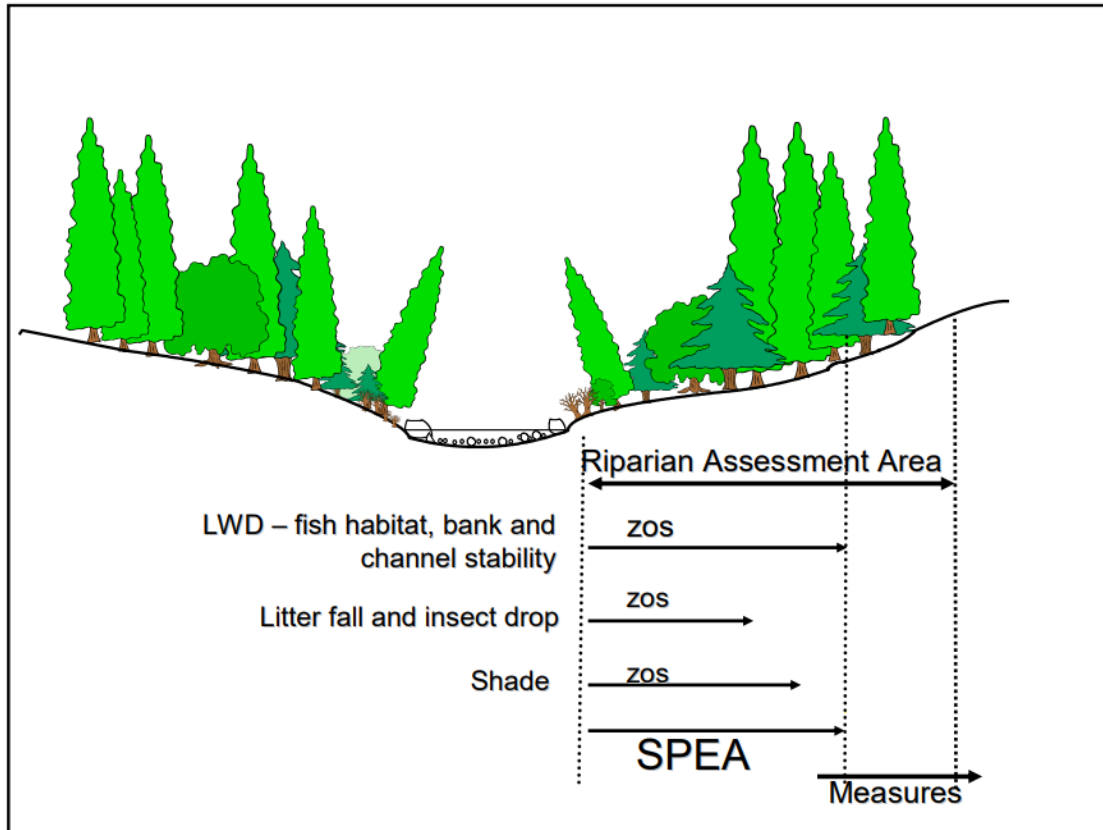 Riparian Assessment Area
LWD – fish habitat, bank and
channel stability
zos
Litter fall and insect drop
zos
Shade
zos
SPEA
Measures